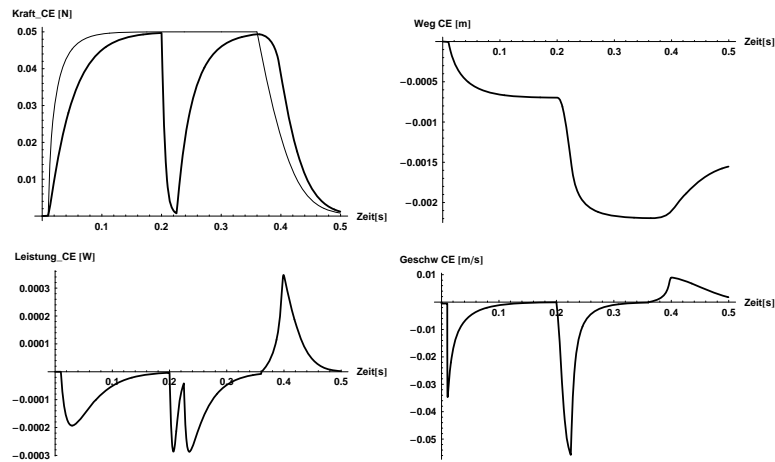 Kraft_CE [N]
0.05
0.04
0.03
0.02
0.01
0.1 0.2 0.3 0.4 0.5
Zeit[s]
Weg CE [m]
Zeit[s]
0.1 0.2 0.3 0.4 0.5
−0.0005
−0.001
−0.0015
−0.002
Leistung_CE [W]
0.0003
0.0002
0.0001
Zeit[s]
0.1 0.2 0.3 0.4 0.5
−0.0001
−0.0002
−0.0003
Geschw CE [m/s]
0.01
Zeit[s]
0.1 0.2 0.3 0.4 0.5
−0.01
−0.02
−0.03
−0.04
−0.05